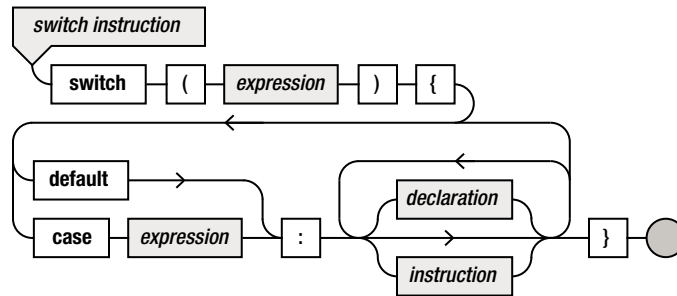 switch instruction
switch ( expression ) {
default
declaration
case expression : }
instruction